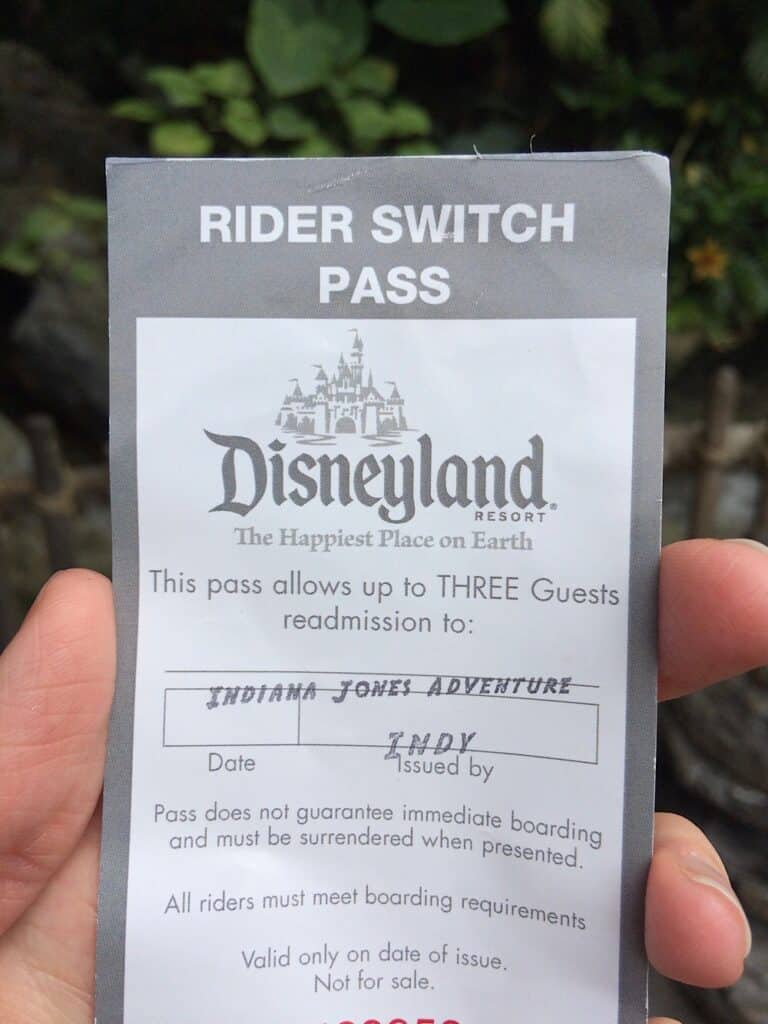 RIDER SWITCH
PASS
Disneyland®
RESORT
The Happiest Place on Earth
This pass allows up to THREE Guests
readmission to:
INDIANA JONES ADVENTURE
INDY
Date Issued by
Pass does not guarantee immediate boarding
and must be surrendered when presented.
All riders must meet boarding requirements
Valid only on date of issue.
Not for sale.